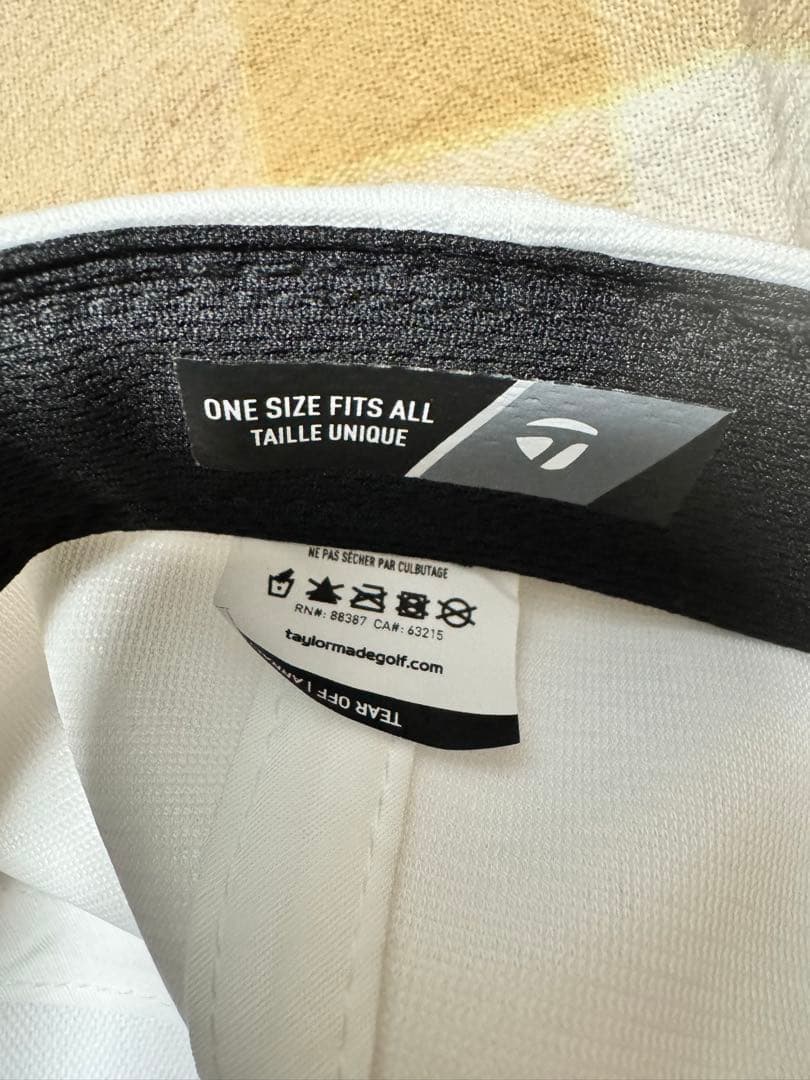 ONE SIZE FITS ALL
TAILLE UNIQUE
NE PAS SÉCHER PAR CULBUTAGE
RN#: 88387 CA#: 63215
taylormadegolf.com
TEAR OFF |